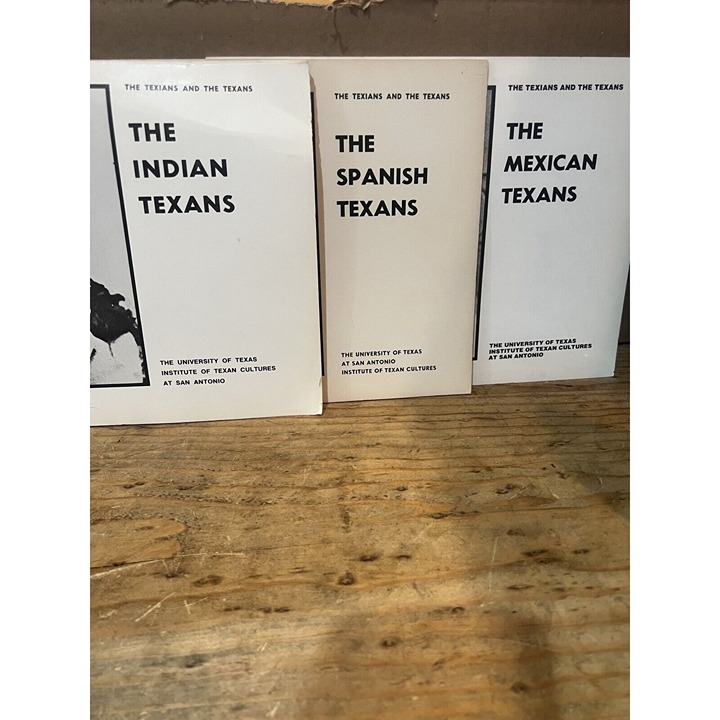 THE TEXIANS AND THE TEXANS
THE
INDIAN
TEXANS
THE UNIVERSITY OF TEXAS
INSTITUTE OF TEXAN CULTURES
AT SAN ANTONIO
THE TEXIANS AND THE TEXANS
THE
SPANISH
TEXANS
THE UNIVERSITY OF TEXAS
AT SAN ANTONIO
INSTITUTE OF TEXAN CULTURES
THE TEXIANS AND THE TEXANS
THE
MEXICAN
TEXANS
THE UNIVERSITY OF TEXAS
INSTITUTE OF TEXAN CULTURES
AT SAN ANTONIO